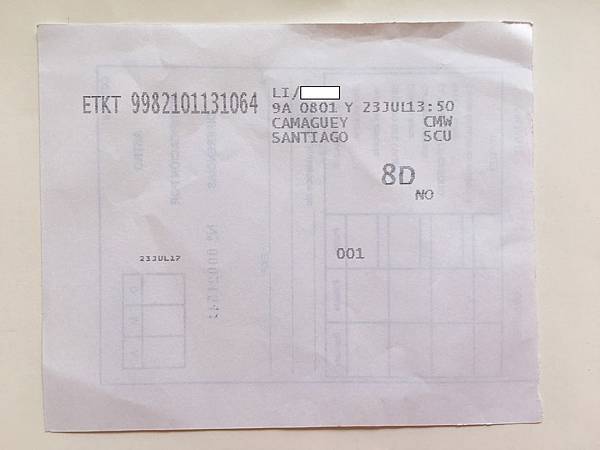 ETKT 9982101131064
LI/
9A 0801 Y 23JUL13:50
CAMAGUEY CMW
SANTIAGO SCU
8D
NO
23JUL17
001